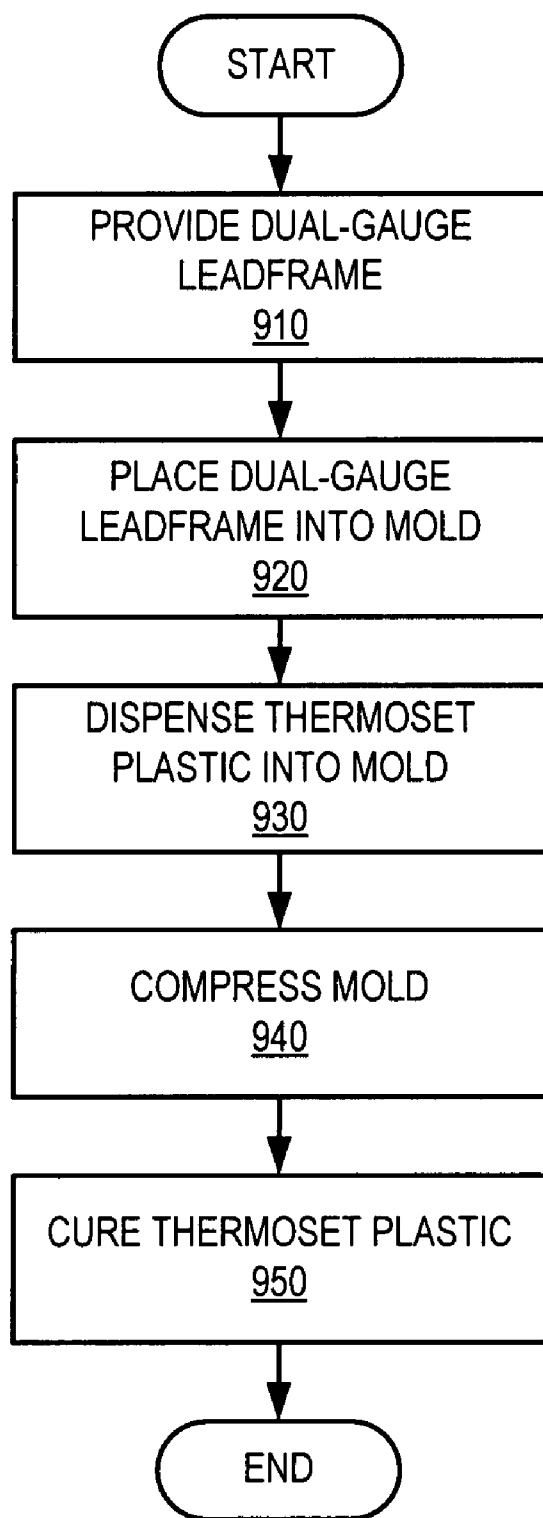 START
PROVIDE DUAL-GAUGE
LEADFRAME
910
PLACE DUAL-GAUGE
LEADFRAME INTO MOLD
920
DISPENSE THERMOSET
PLASTIC INTO MOLD
930
COMPRESS MOLD
940
CURE THERMOSET PLASTIC
950
END